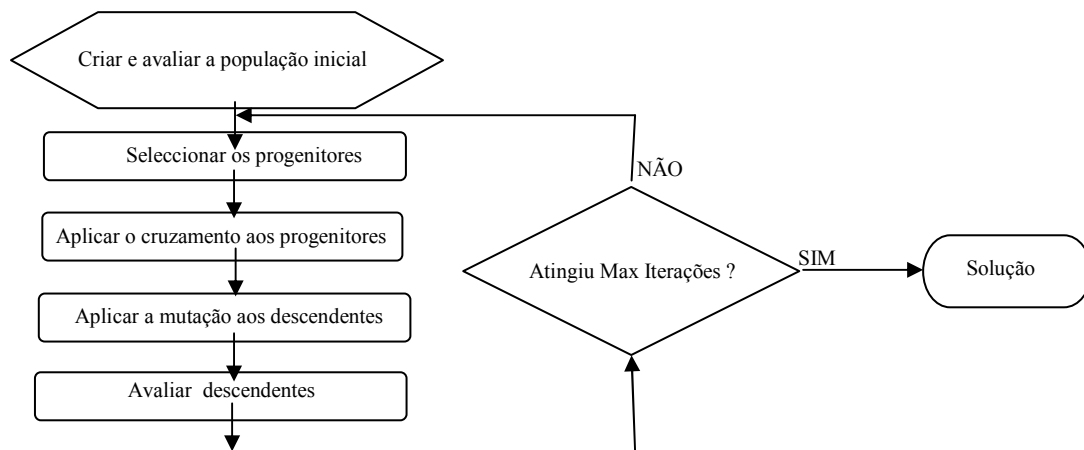 Criar e avaliar a população inicial
Seleccionar os progenitores
Aplicar o cruzamento aos progenitores
Aplicar a mutação aos descendentes
Avaliar descendentes
NÃO
Atingiu Max Iterações ?
SIM
Solução